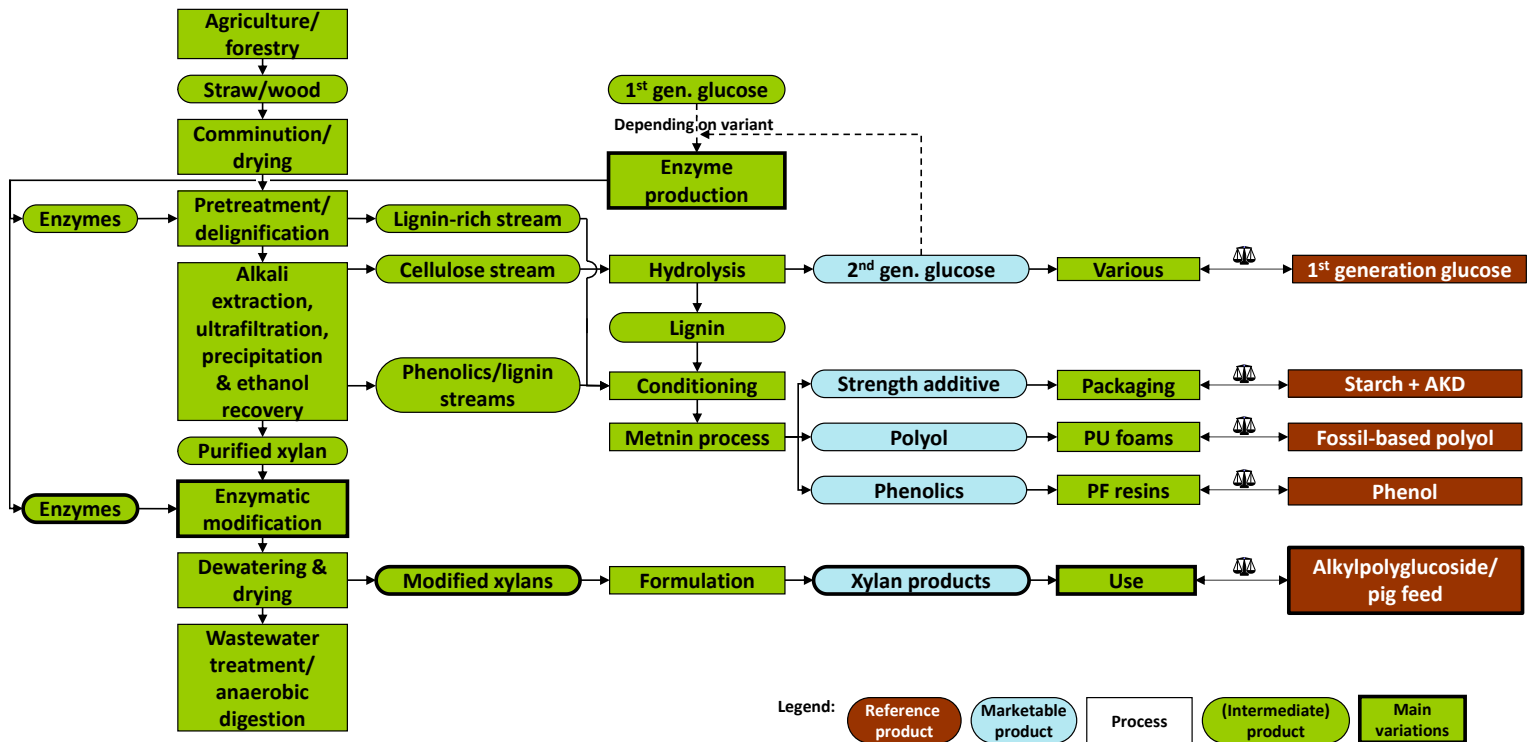 Agriculture/
forestry
Straw/wood
1st gen. glucose
Depending on variant
Comminution/
drying
Enzyme
production
Enzymes
Pretreatment/
delignification
Lignin-rich stream
Alkali
extraction,
ultrafiltration,
precipitation
& ethanol
recovery
Cellulose stream
Hydrolysis
2nd gen. glucose
Various
1st generation glucose
Lignin
Phenolics/lignin
streams
Conditioning
Strength additive
Packaging
Starch + AKD
Metnin process
Polyol
PU foams
Fossil-based polyol
Purified xylan
Phenolics
PF resins
Phenol
Enzymes
Enzymatic
modification
Dewatering &
drying
Modified xylans
Formulation
Xylan products
Use
Alkylpolyglucoside/
pig feed
Wastewater
treatment/
anaerobic
digestion
Legend:
Reference
product
Marketable
product
Process
(Intermediate)
product
Main
variations